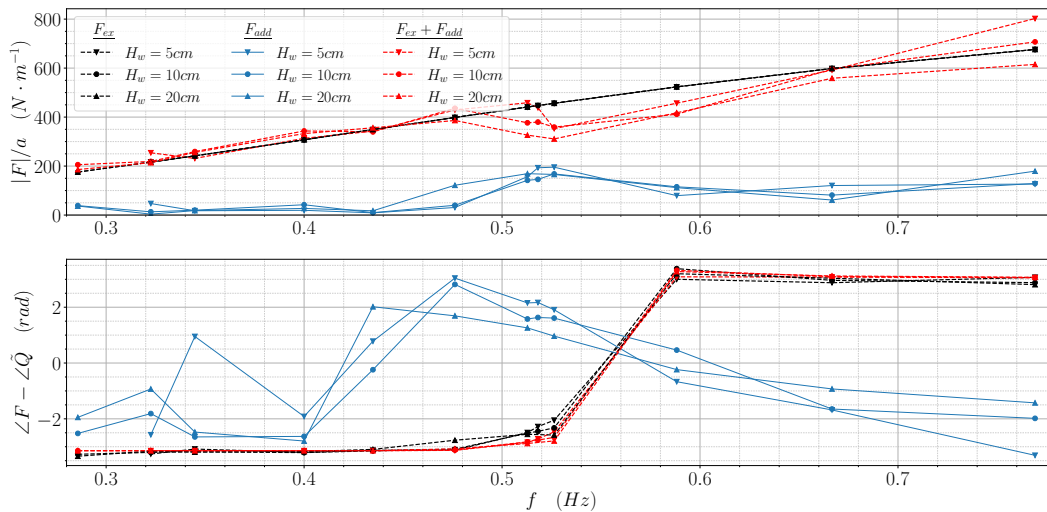 800
600
400
200
0
|F|/a (N · m⁻¹)
F_ex F_add F_ex + F_add
H_w = 5cm H_w = 5cm H_w = 5cm
H_w = 10cm H_w = 10cm H_w = 10cm
H_w = 20cm H_w = 20cm H_w = 20cm
0.3 0.4 0.5 0.6 0.7
2
0
−2
∠F − ∠Q̃ (rad)
0.3 0.4 0.5 0.6 0.7
f (Hz)